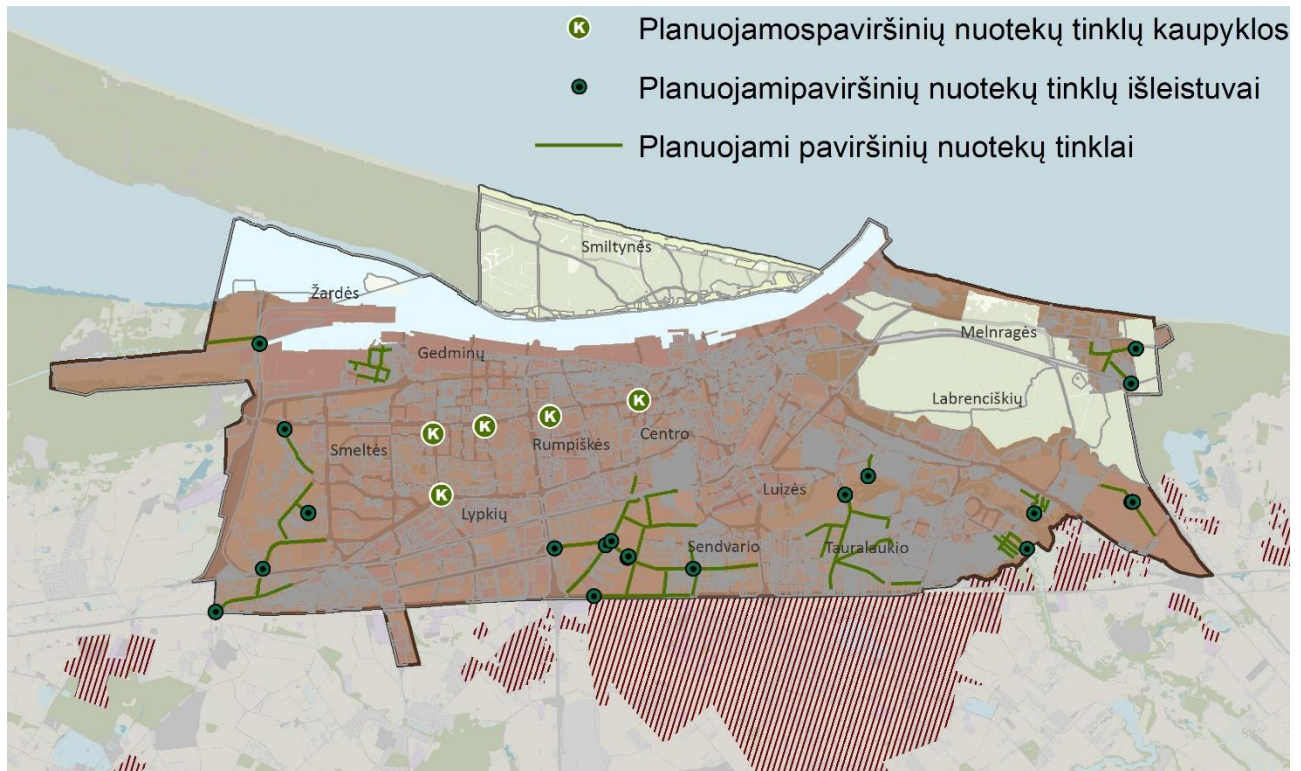 K Planuojamospaviršinių nuotekų tinklų kaupyklos
Planuojamipaviršinių nuotekų tinklų išleistuvai
Planuojami paviršinių nuotekų tinklai
Smiltynės
Žardės
Melnragės
Gedminų
Labrenciškių
K
K
K
K
Smeltės
Rumpiškės
Centro
K
Lypkių
Luizės
Sendvario
Tauralaukio